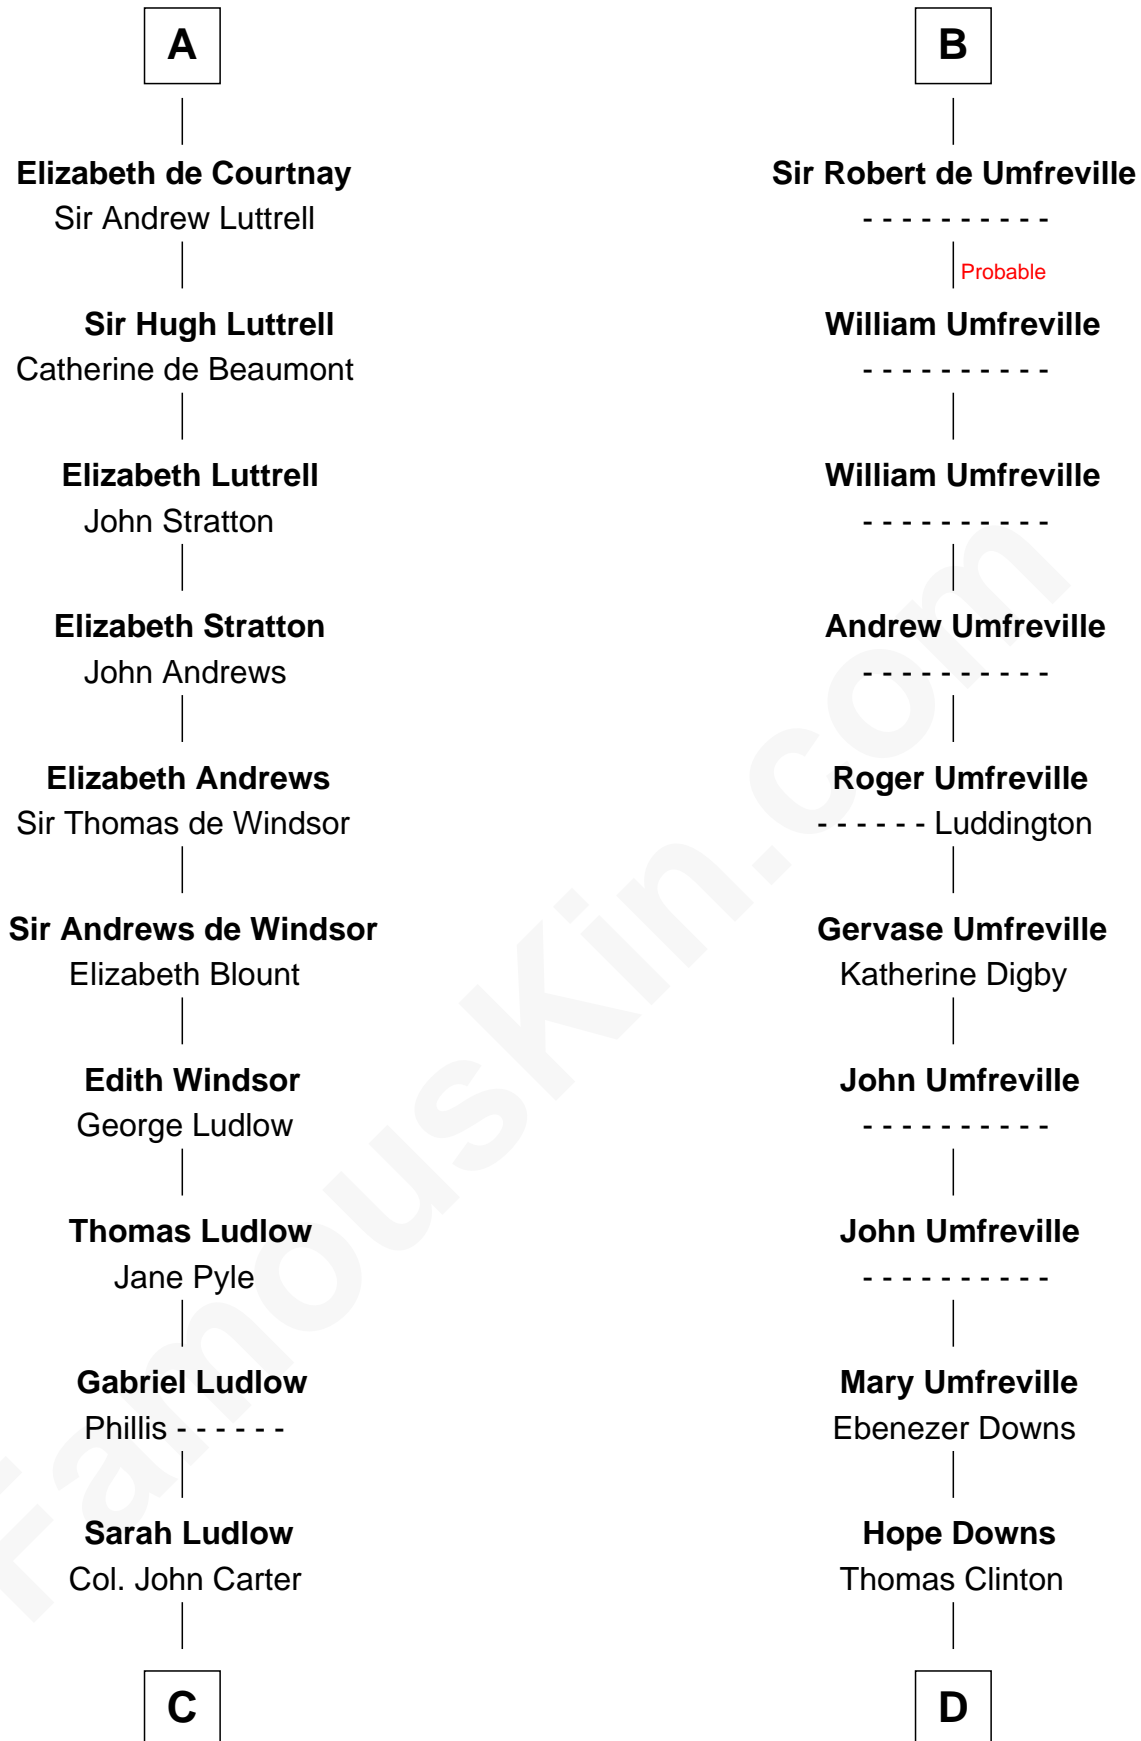 A
Elizabeth de Courtnay
Sir Andrew Luttrell
Sir Hugh Luttrell
Catherine de Beaumont
Elizabeth Luttrell
John Stratton
Elizabeth Stratton
John Andrews
Elizabeth Andrews
Sir Thomas de Windsor
Sir Andrews de Windsor
Elizabeth Blount
Edith Windsor
George Ludlow
Thomas Ludlow
Jane Pyle
Gabriel Ludlow
Phillis - - - - - -
Sarah Ludlow
Col. John Carter
C
B
Sir Robert de Umfreville
- - - - - - - - - -
Probable
William Umfreville
- - - - - - - - - -
William Umfreville
- - - - - - - - - -
Andrew Umfreville
- - - - - - - - - -
Roger Umfreville
- - - - - - Luddington
Gervase Umfreville
Katherine Digby
John Umfreville
- - - - - - - - - -
John Umfreville
- - - - - - - - - -
Mary Umfreville
Ebenezer Downs
Hope Downs
Thomas Clinton
D
FamousKin.com